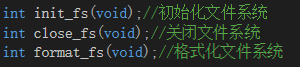 int init_fs(void);//初始化文件系统
int close_fs(void);//关闭文件系统
int format_fs(void);//格式化文件系统